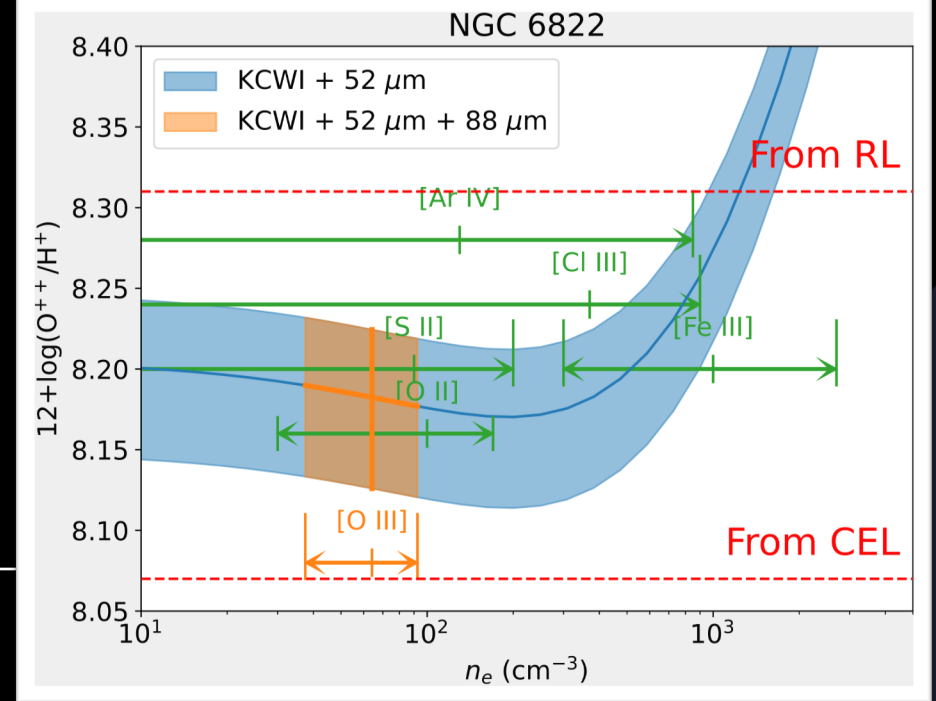 NGC 6822
8.40
KCWI + 52 μm
KCWI + 52 μm + 88 μm
8.35
From RL
8.30
[Ar IV]
[Cl III]
8.25
[S II]
[Fe III]
8.20
[O II]
8.15
[O III]
8.10
From CEL
8.05
12+log(O⁺⁺/H⁺)
10¹ 10² 10³
nₑ (cm⁻³)